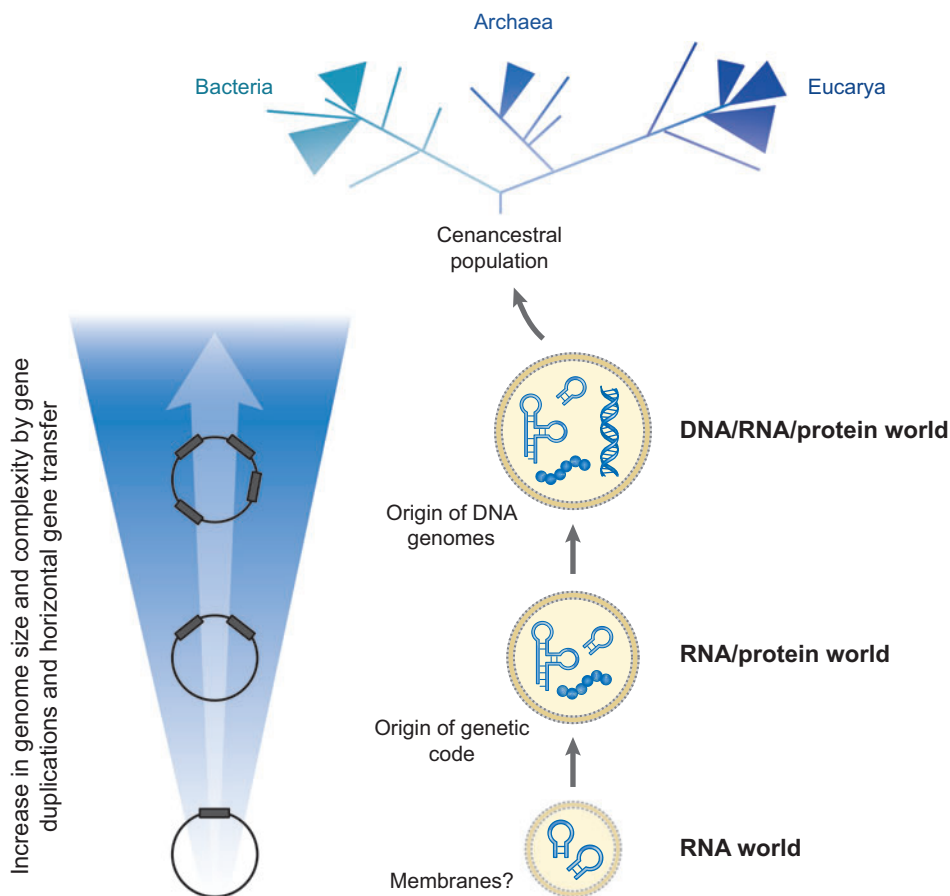 Archaea
Bacteria
Eucarya
Cenancestral
population
Increase in genome size and complexity by gene
duplications and horizontal gene transfer
DNA/RNA/protein world
Origin of DNA
genomes
RNA/protein world
Origin of genetic
code
RNA world
Membranes?